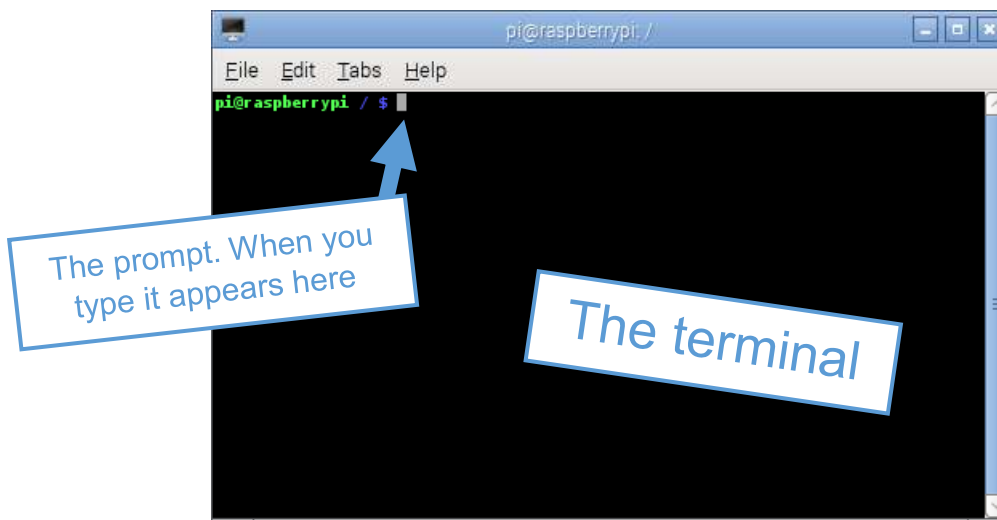 pi@raspberrypi: /
File Edit Tabs Help
pi@raspberrypi / $
The prompt. When you
type it appears here
The terminal